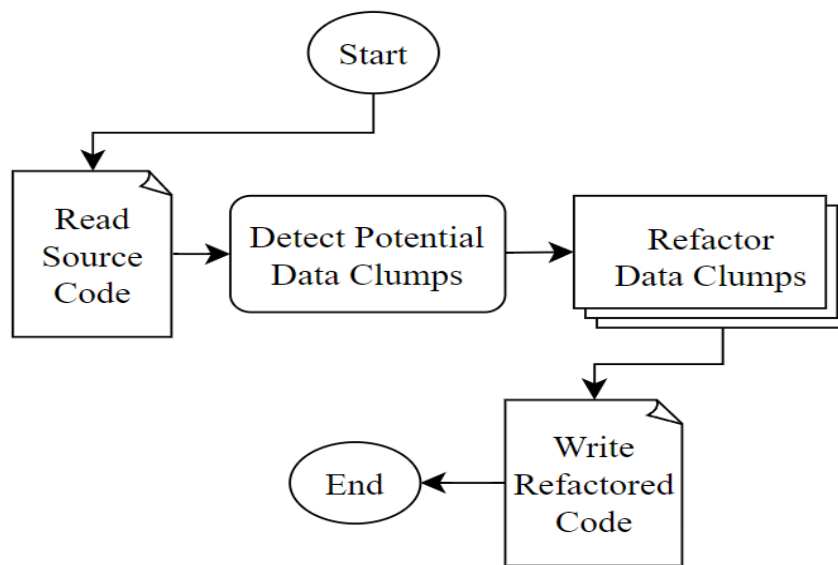 Start
Read
Source
Code
Detect Potential
Data Clumps
Refactor
Data Clumps
Write
Refactored
Code
End